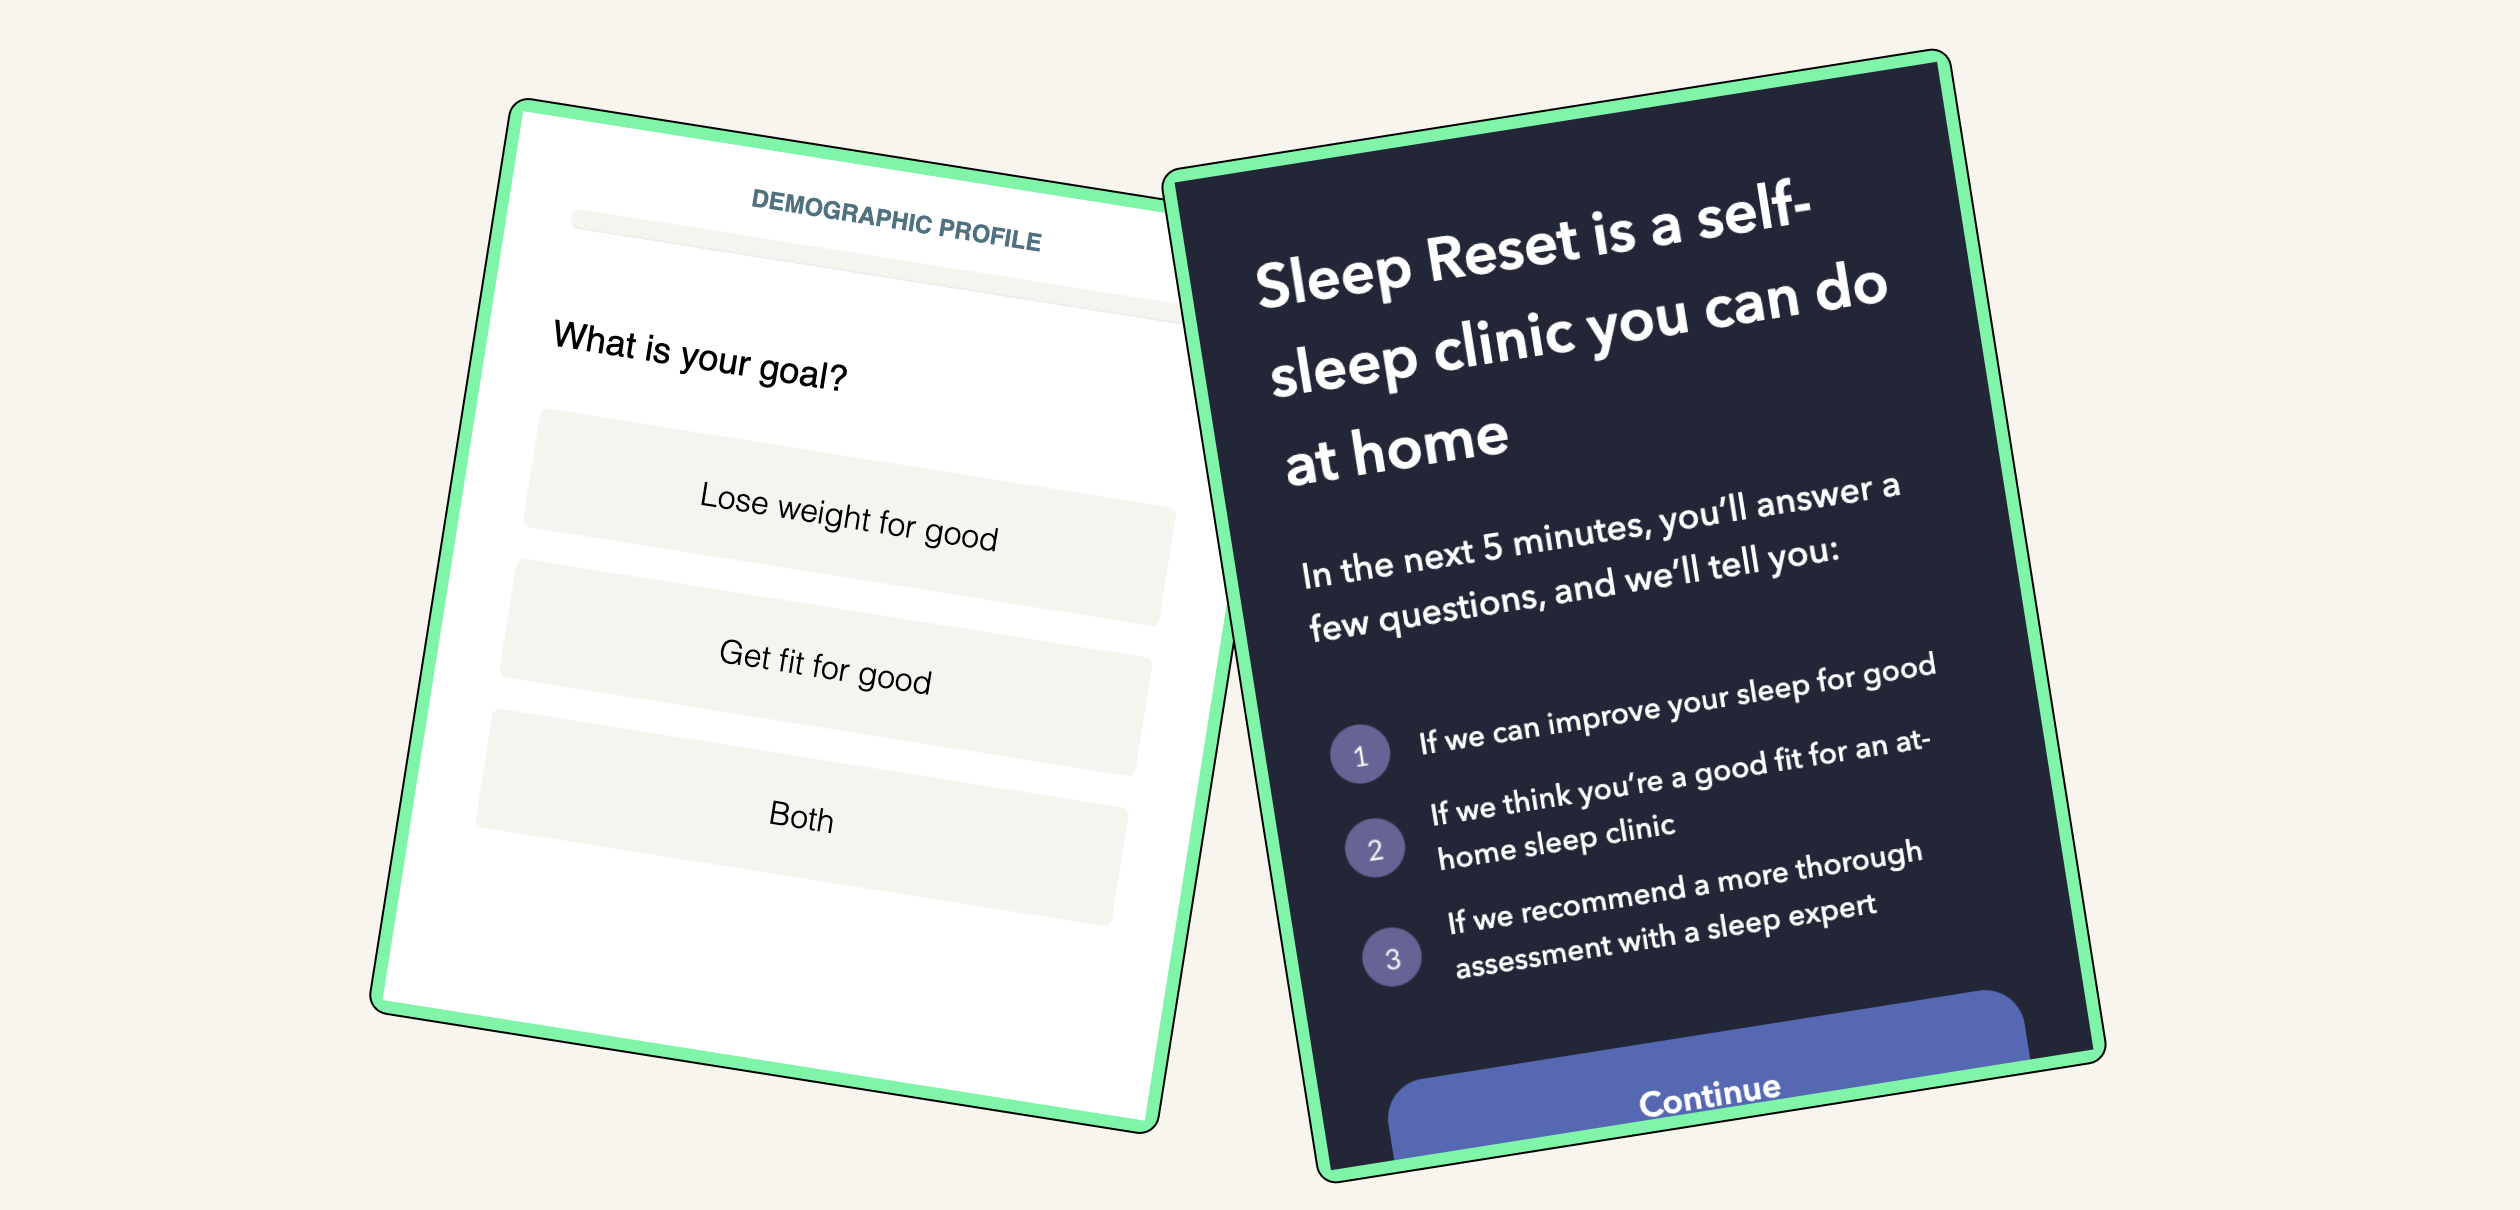 DEMOGRAPHIC PROFILE
What is your goal?
Lose weight for good
Get fit for good
Both
Sleep Reset is a self-
sleep clinic you can do
at home
In the next 5 minutes, you’ll answer a
few questions, and we’ll tell you:
1 If we can improve your sleep for good
2 If we think you’re a good fit for an at-
home sleep clinic
3 If we recommend a more thorough
assessment with a sleep expert
Continue